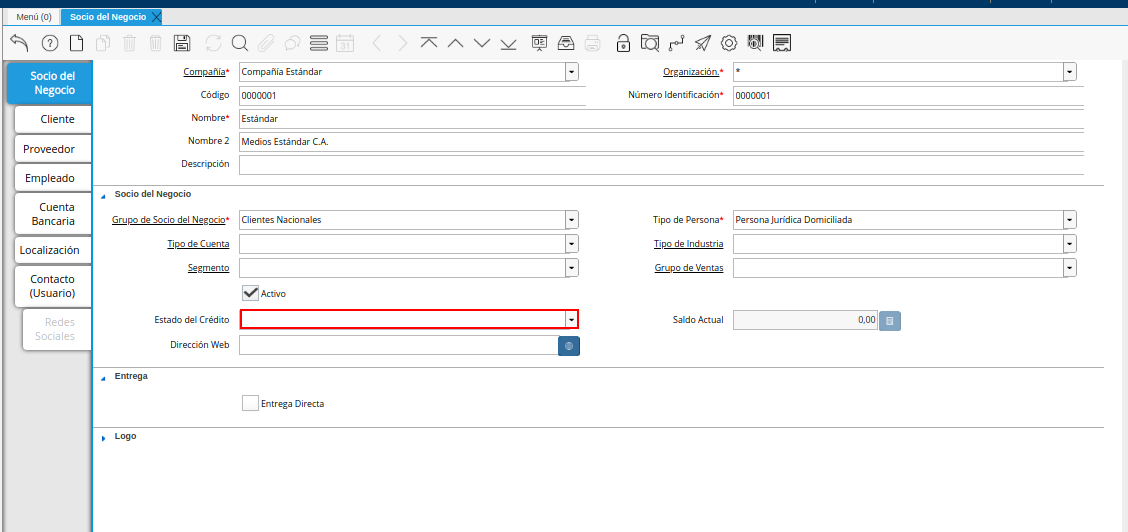 Menú (0) Socio del Negocio
31
Socio del
Negocio
Cliente
Proveedor
Empleado
Cuenta
Bancaria
Localización
Contacto
(Usuario)
Redes
Sociales
Compañía* Compañía Estándar Organización.* *
Código 0000001 Número Identificación* 0000001
Nombre* Estándar
Nombre 2 Medios Estándar C.A.
Descripción
Socio del Negocio
Grupo de Socio del Negocio* Clientes Nacionales Tipo de Persona* Persona Jurídica Domiciliada
Tipo de Cuenta Tipo de Industria
Segmento Grupo de Ventas
Activo
Estado del Crédito Saldo Actual 0,00
Dirección Web
Entrega
Entrega Directa
Logo